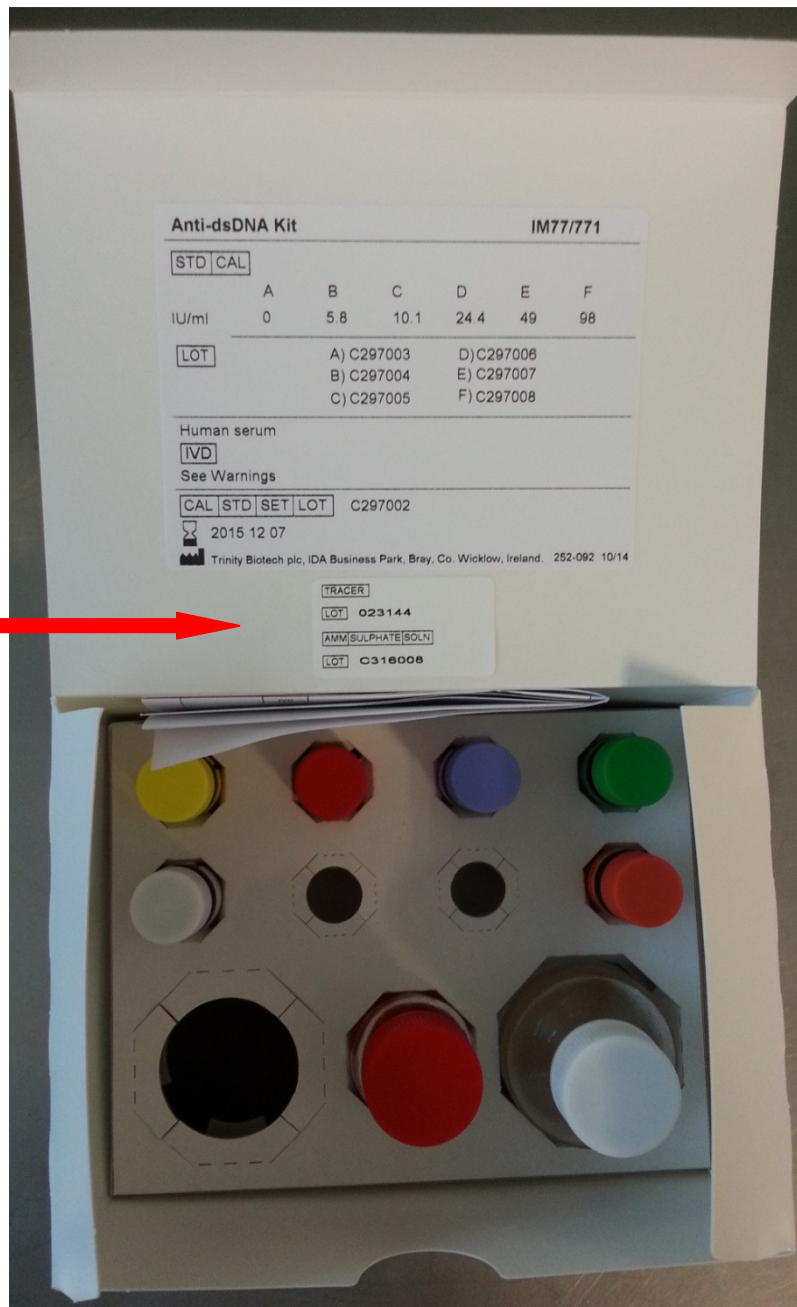 Anti-dsDNA Kit IM77/771
STD CAL
A B C D E F
IU/ml 0 5.8 10.1 24.4 49 98
LOT A) C297003 D) C297006
B) C297004 E) C297007
C) C297005 F) C297008
Human serum
IVD
See Warnings
CAL STD SET LOT C297002
2015 12 07
Trinity Biotech plc, IDA Business Park, Bray, Co. Wicklow, Ireland. 252-092 10/14
TRACER
LOT 023144
AMM SULPHATE SOLN
LOT C316008